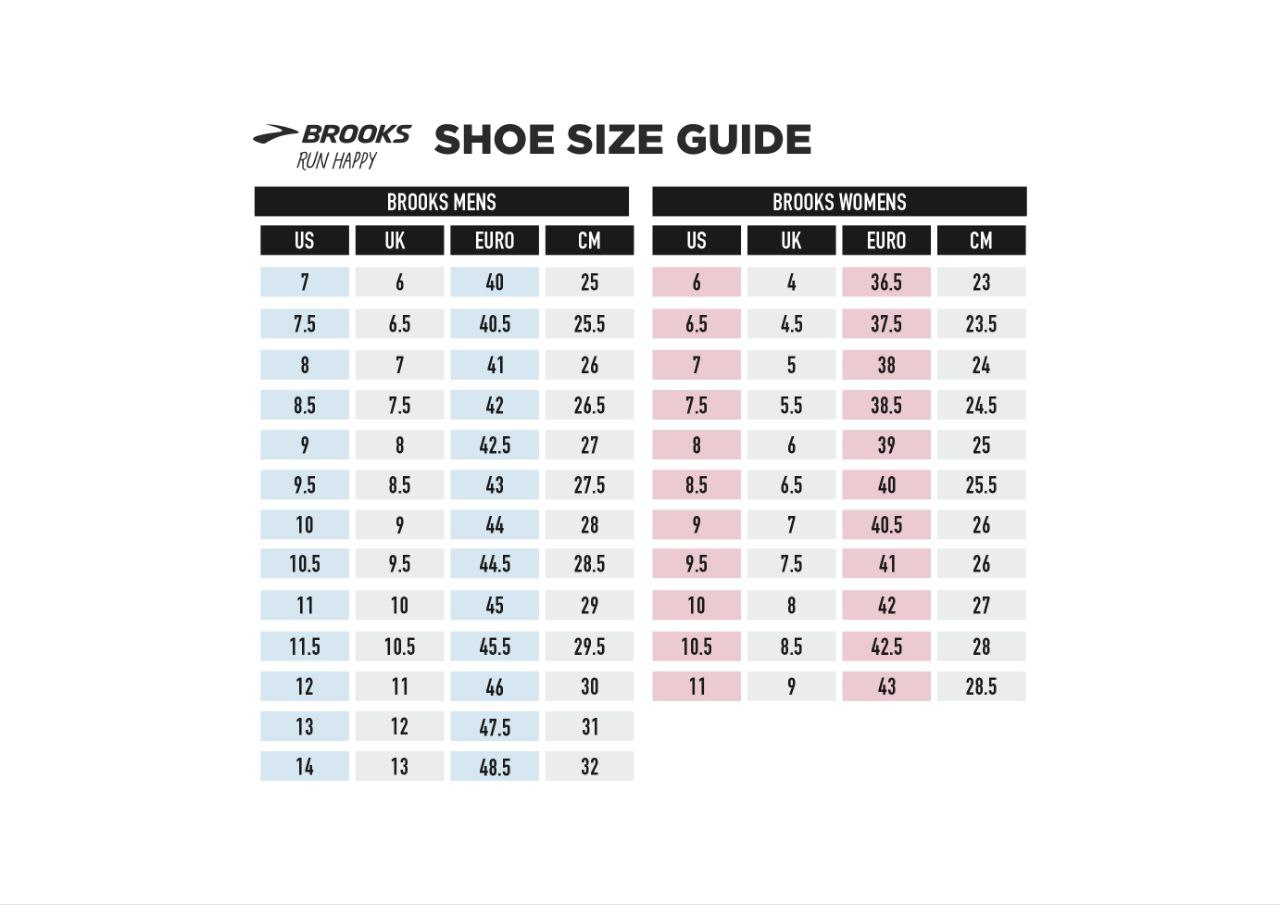 BROOKS SHOE SIZE GUIDE
RUN HAPPY
BROOKS MENS BROOKS WOMENS
US UK EURO CM US UK EURO CM
7 6 40 25 6 4 36.5 23
7.5 6.5 40.5 25.5 6.5 4.5 37.5 23.5
8 7 41 26 7 5 38 24
8.5 7.5 42 26.5 7.5 5.5 38.5 24.5
9 8 42.5 27 8 6 39 25
9.5 8.5 43 27.5 8.5 6.5 40 25.5
10 9 44 28 9 7 40.5 26
10.5 9.5 44.5 28.5 9.5 7.5 41 26
11 10 45 29 10 8 42 27
11.5 10.5 45.5 29.5 10.5 8.5 42.5 28
12 11 46 30 11 9 43 28.5
13 12 47.5 31
14 13 48.5 32